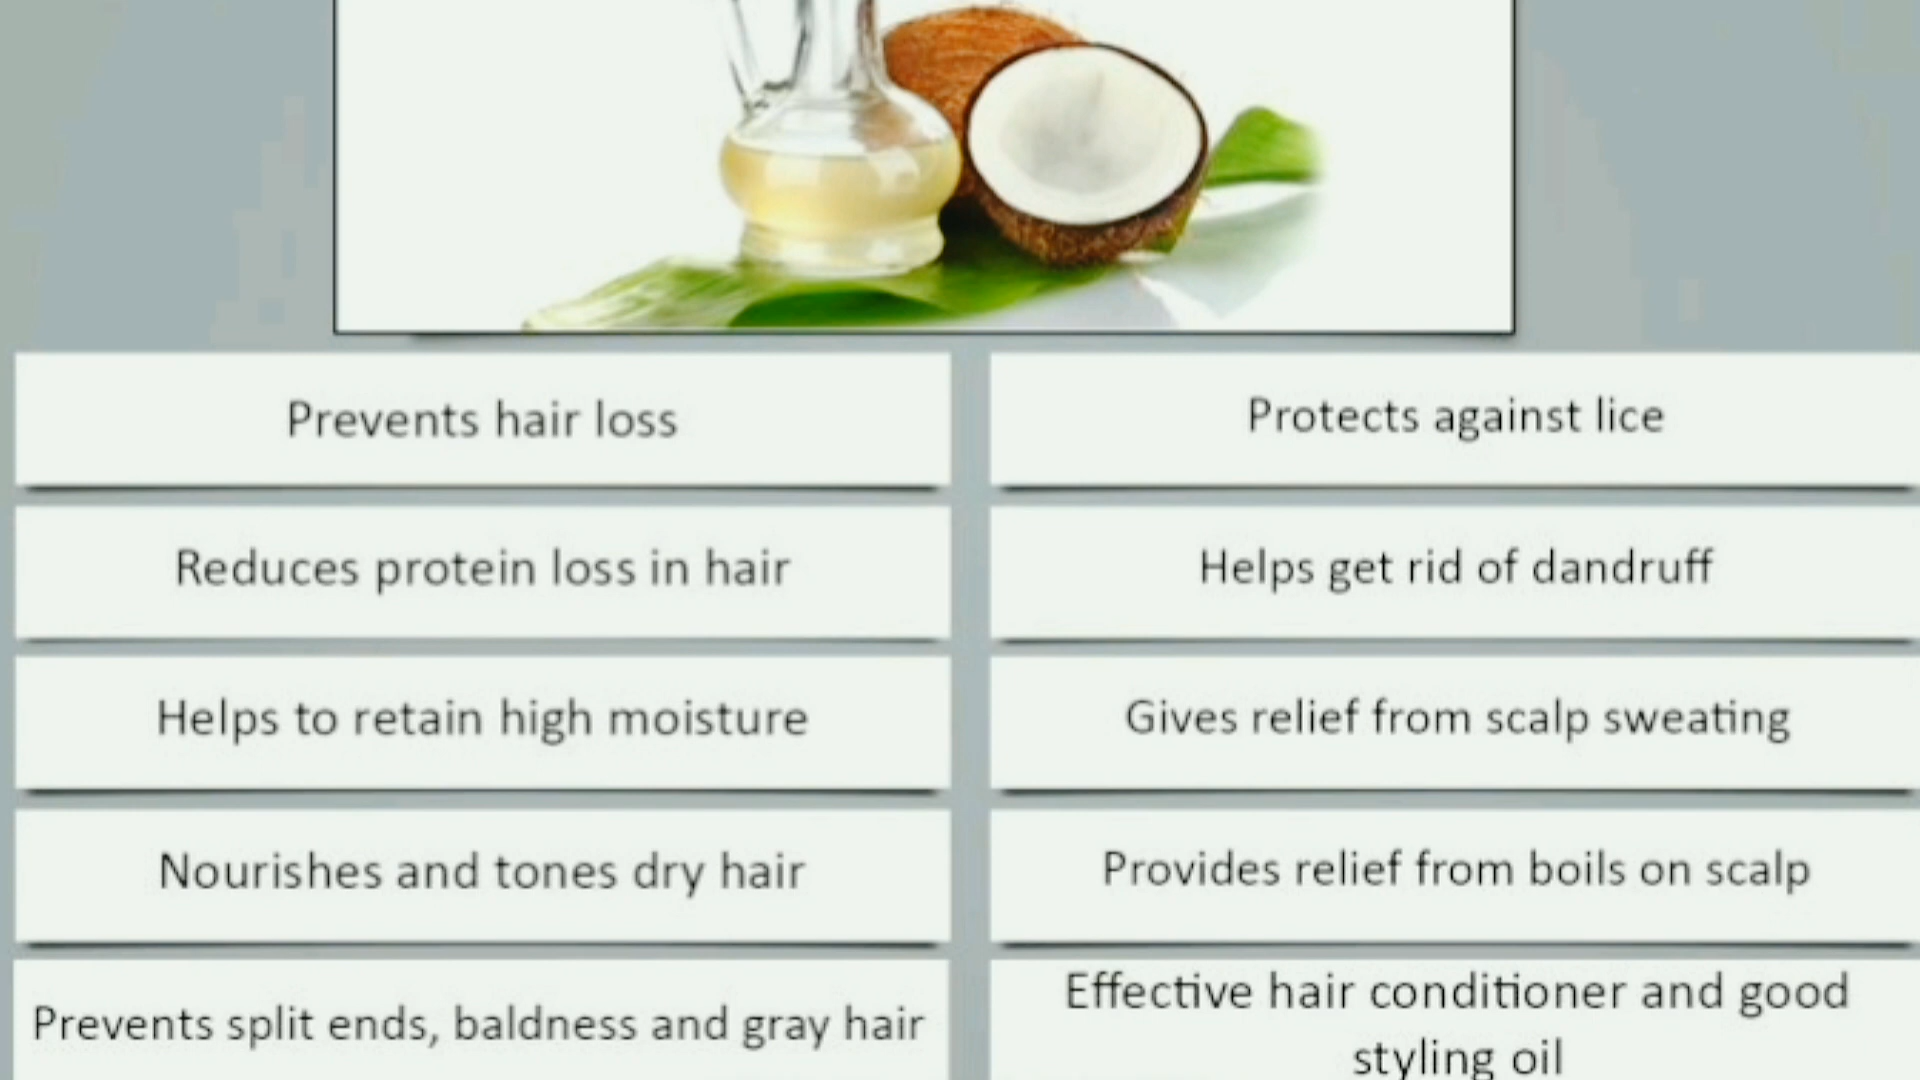 Prevents hair loss
Protects against lice
Reduces protein loss in hair
Helps get rid of dandruff
Helps to retain high moisture
Gives relief from scalp sweating
Nourishes and tones dry hair
Provides relief from boils on scalp
Prevents split ends, baldness and gray hair
Effective hair conditioner and good
styling oil